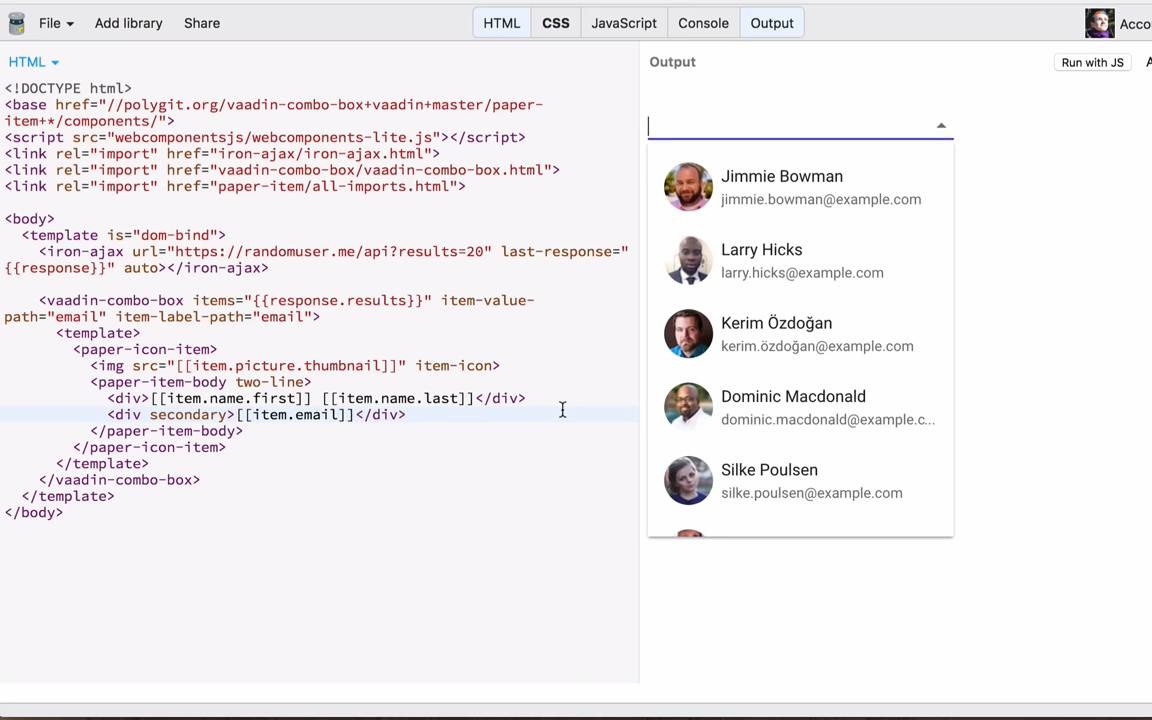 File Add library Share HTML CSS JavaScript Console Output Acco
HTML
Output Run with JS A
<!DOCTYPE html>
<base href="//polygit.org/vaadin-combo-box+vaadin+master/paper-
item+*/components/">
<script src="webcomponentsjs/webcomponents-lite.js"></script>
<link rel="import" href="iron-ajax/iron-ajax.html">
<link rel="import" href="vaadin-combo-box/vaadin-combo-box.html">
<link rel="import" href="paper-item/all-imports.html">
<body>
<template is="dom-bind">
<iron-ajax url="https://randomuser.me/api?results=20" last-response="
{{response}}" auto></iron-ajax>
<vaadin-combo-box items="{{response.results}}" item-value-
path="email" item-label-path="email">
<template>
<paper-icon-item>
<img src="[[item.picture.thumbnail]]" item-icon>
<paper-item-body two-line>
<div>[[item.name.first]] [[item.name.last]]</div>
<div secondary>[[item.email]]</div>
</paper-item-body>
</paper-icon-item>
</template>
</vaadin-combo-box>
</template>
</body>
Jimmie Bowman
jimmie.bowman@example.com
Larry Hicks
larry.hicks@example.com
Kerim Özdoğan
kerim.özdoğan@example.com
Dominic Macdonald
dominic.macdonald@example.c...
Silke Poulsen
silke.poulsen@example.com